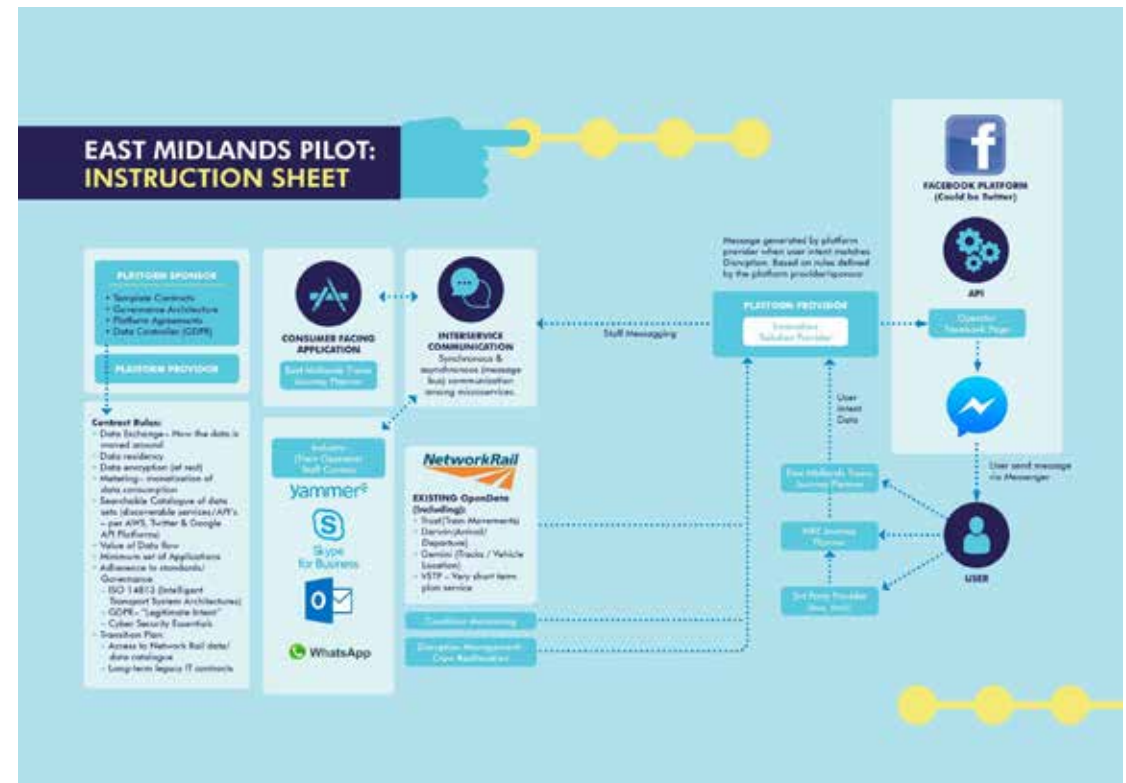 EAST MIDLANDS PILOT:
INSTRUCTION SHEET
PLATFORM SPONSOR
• Template Contracts
• Governance Architecture
• Platform Agreements
• Data Controller (GDPR)
PLATFORM PROVIDOR
Contract Rules:
- Data Exchange– How the data is
moved around
- Data residency
- Data encryption (at rest)
- Metering– monetization of
data consumption
- Searchable Catalogue of data
sets (discoverable services/API's
– per AWS, Twitter & Google
API Platforms)
- Value of Data flow
- Minimum set of Applications
- Adherence to standards/
Governance
- ISO 14813 (Intelligent
Transport System Architectures)
- GDPR– "Legitimate Intent"
- Cyber Security Essentials
- Transition Plan:
- Access to Network Rail data/
data catalogue
- Long-term legacy IT contracts
CONSUMER FACING
APPLICATION
East Midlands Trains
Journey Planner
INTERSERVICE
COMMUNICATION
Synchronous &
asynchronous (message
bus) communication
among microservices.
Industry
(Train Operator)
Staff Comms
yammer
Skype
for Business
WhatsApp
NetworkRail
EXISTING OpenData
(Including):
- Trust(Train Movements)
- Darwin(Arrival/
Departure)
- Gemini (Tracks / Vehicle
Location)
- VSTP – Very short term
plan service
Condition Monitoring
Disruption Management
Crew Reallocation
Staff Messaging
Message generated by platform
provider when user intent matches
Disruption. Based on rules defined
by the platform provider/sponsor
PLATFORM PROVIDOR
Innovation
Solution Provider
User
Intent
Data
East Midlands Trains
Journey Planner
NRE Journey
Planner
3rd Party Provider
FACEBOOK PLATFORM
(Could be Twitter)
API
Operator
Facebook Page
User send message
via Messenger
USER